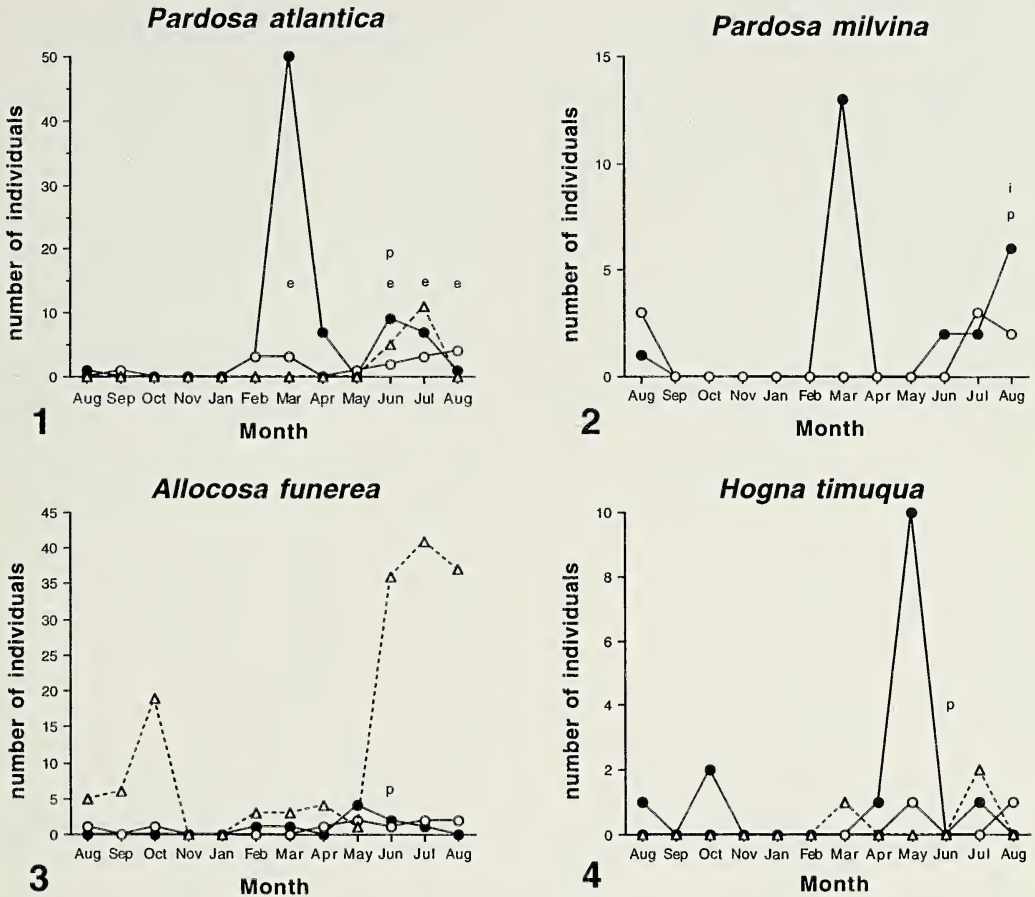 Pardosa atlantica
number of individuals
50
40
30
20
10
0
p
e e e e
Aug Sep Oct Nov Jan Feb Mar Apr May Jun Jul Aug
Month
1
Pardosa milvina
number of individuals
15
10
5
0
i
p
Aug Sep Oct Nov Jan Feb Mar Apr May Jun Jul Aug
Month
2
Allocosa funerea
number of individuals
45
40
35
30
25
20
15
10
5
0
p
Aug Sep Oct Nov Jan Feb Mar Apr May Jun Jul Aug
Month
3
Hogna timuqua
number of individuals
10
8
6
4
2
0
p
Aug Sep Oct Nov Jan Feb Mar Apr May Jun Jul Aug
Month
4